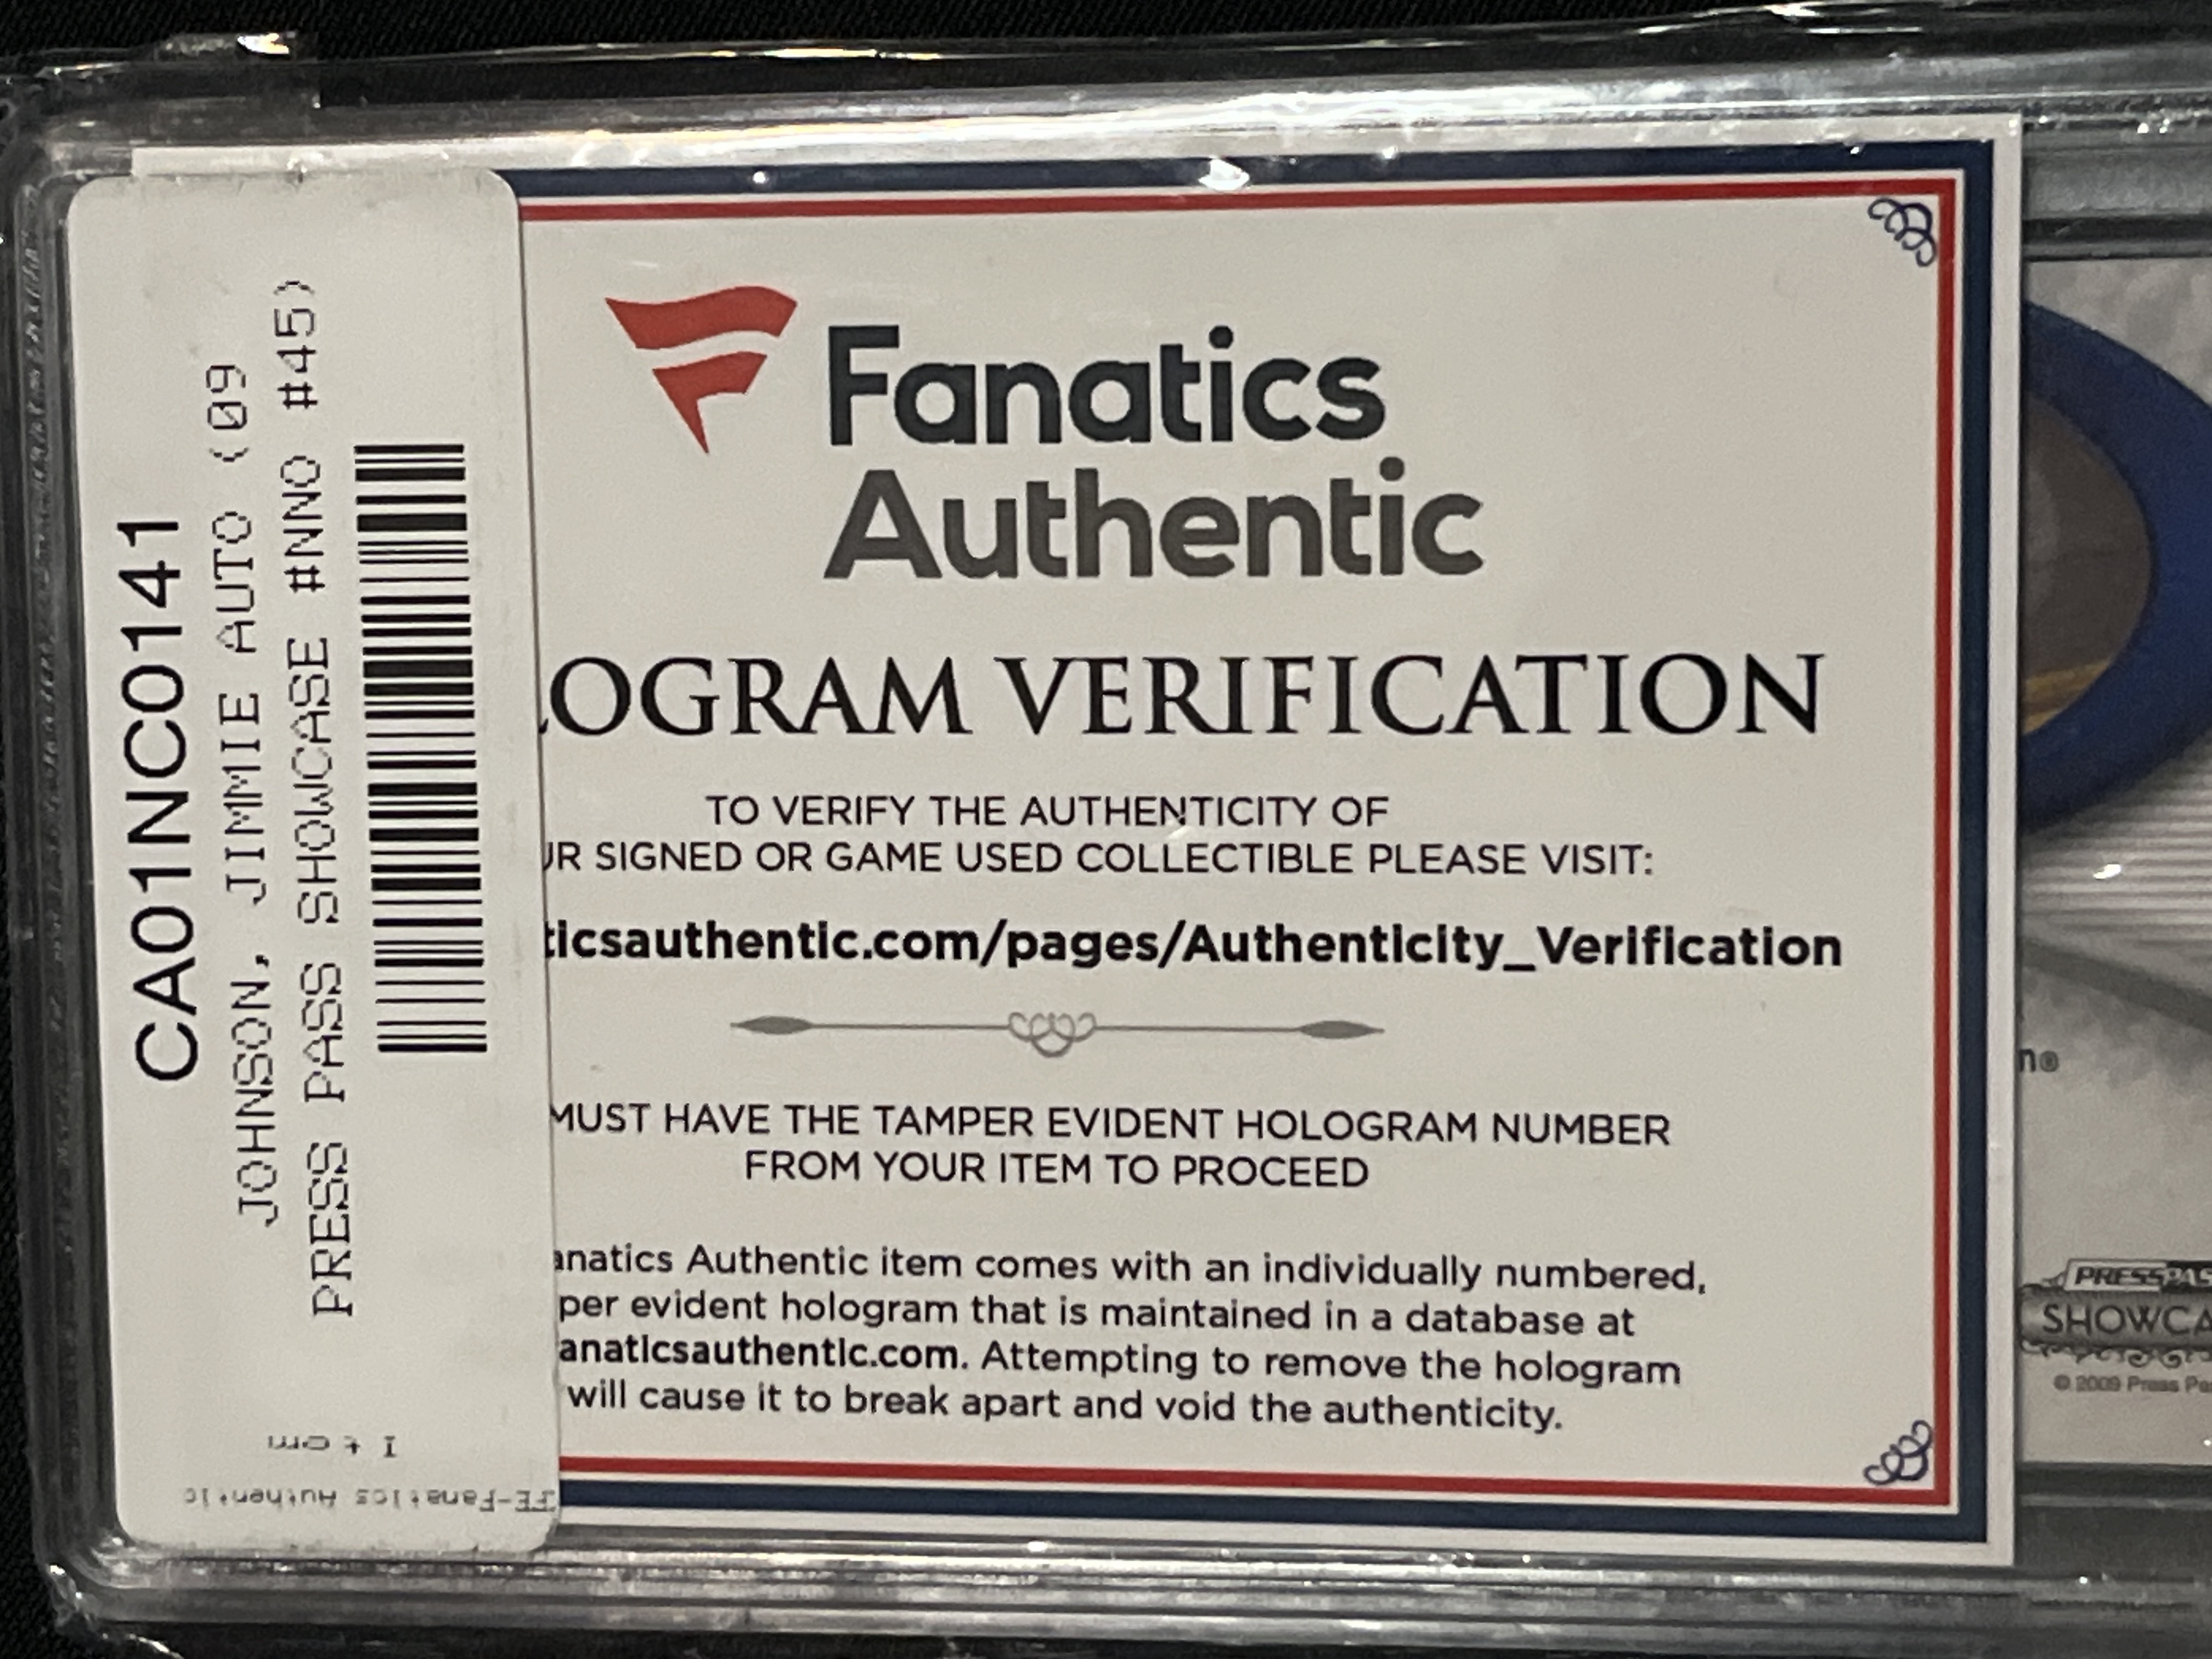 CA01NC0141
JOHNSON, JIMMIE AUTO (09
PRESS PASS SHOWCASE #NNO #45)
Item
FE-Fanatics Authentic
Fanatics
Authentic
OGRAM VERIFICATION
TO VERIFY THE AUTHENTICITY OF
UR SIGNED OR GAME USED COLLECTIBLE PLEASE VISIT:
ticsauthentic.com/pages/Authenticity_Verification
MUST HAVE THE TAMPER EVIDENT HOLOGRAM NUMBER
FROM YOUR ITEM TO PROCEED
anatics Authentic item comes with an individually numbered,
per evident hologram that is maintained in a database at
anaticsauthentic.com. Attempting to remove the hologram
will cause it to break apart and void the authenticity.
n®
PRESS PAS
SHOWCA
© 2009 Press Pa